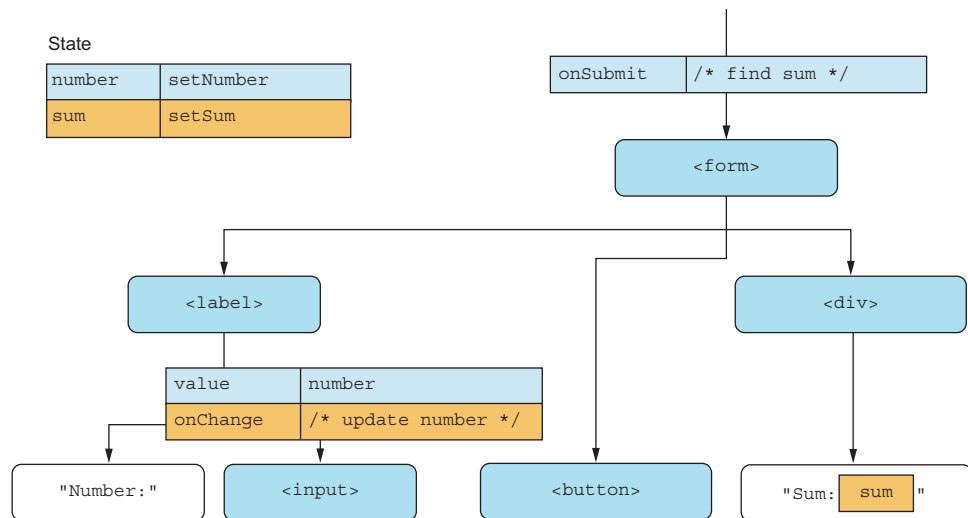 State
number setNumber
sum setSum
onSubmit /* find sum */
<form>
<label>
<div>
value number
onChange /* update number */
"Number:"
<input>
<button>
"Sum: sum "